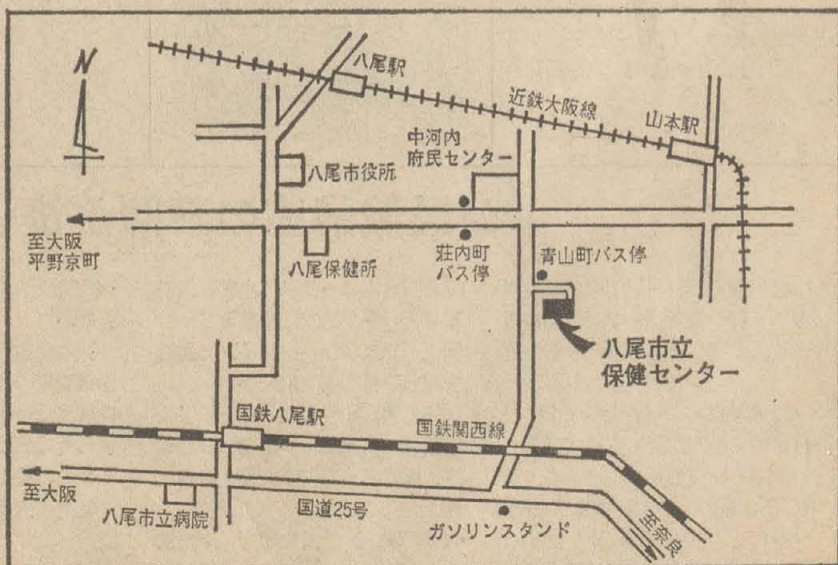 N
八尾駅
近鉄大阪線
山本駅
中河内
府民センター
八尾市役所
至大阪
平野京町
八尾保健所
荘内町
バス停
青山町バス停
八尾市立
保健センター
国鉄八尾駅
国鉄関西線
至大阪
八尾市立病院
国道25号
ガソリンスタンド
至奈良